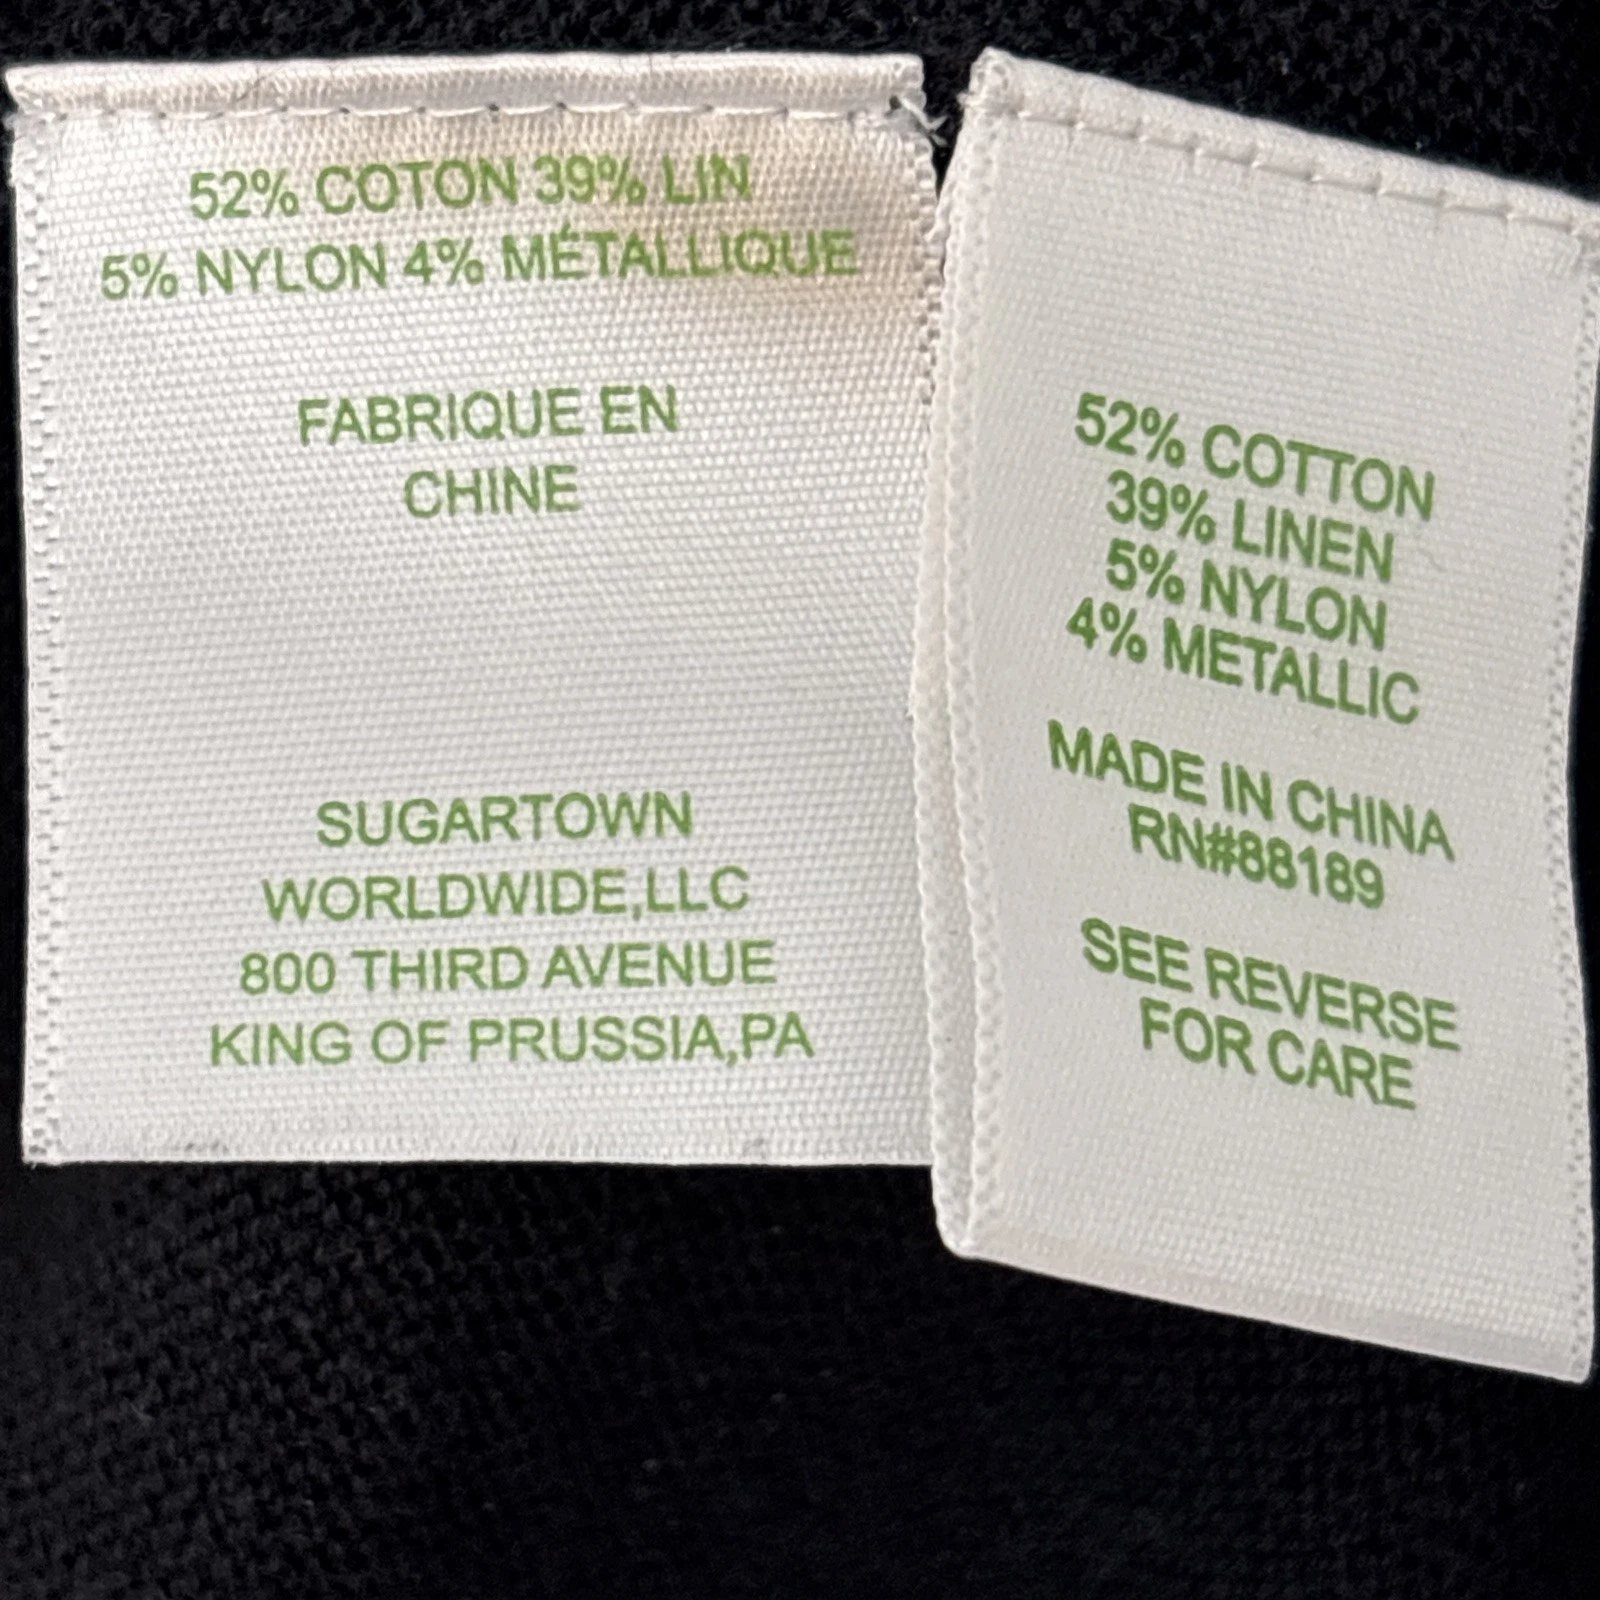 52% COTON 39% LIN
5% NYLON 4% MÉTALLIQUE
FABRIQUE EN
CHINE
SUGARTOWN
WORLDWIDE,LLC
800 THIRD AVENUE
KING OF PRUSSIA,PA
52% COTTON
39% LINEN
5% NYLON
4% METALLIC
MADE IN CHINA
RN#88189
SEE REVERSE
FOR CARE